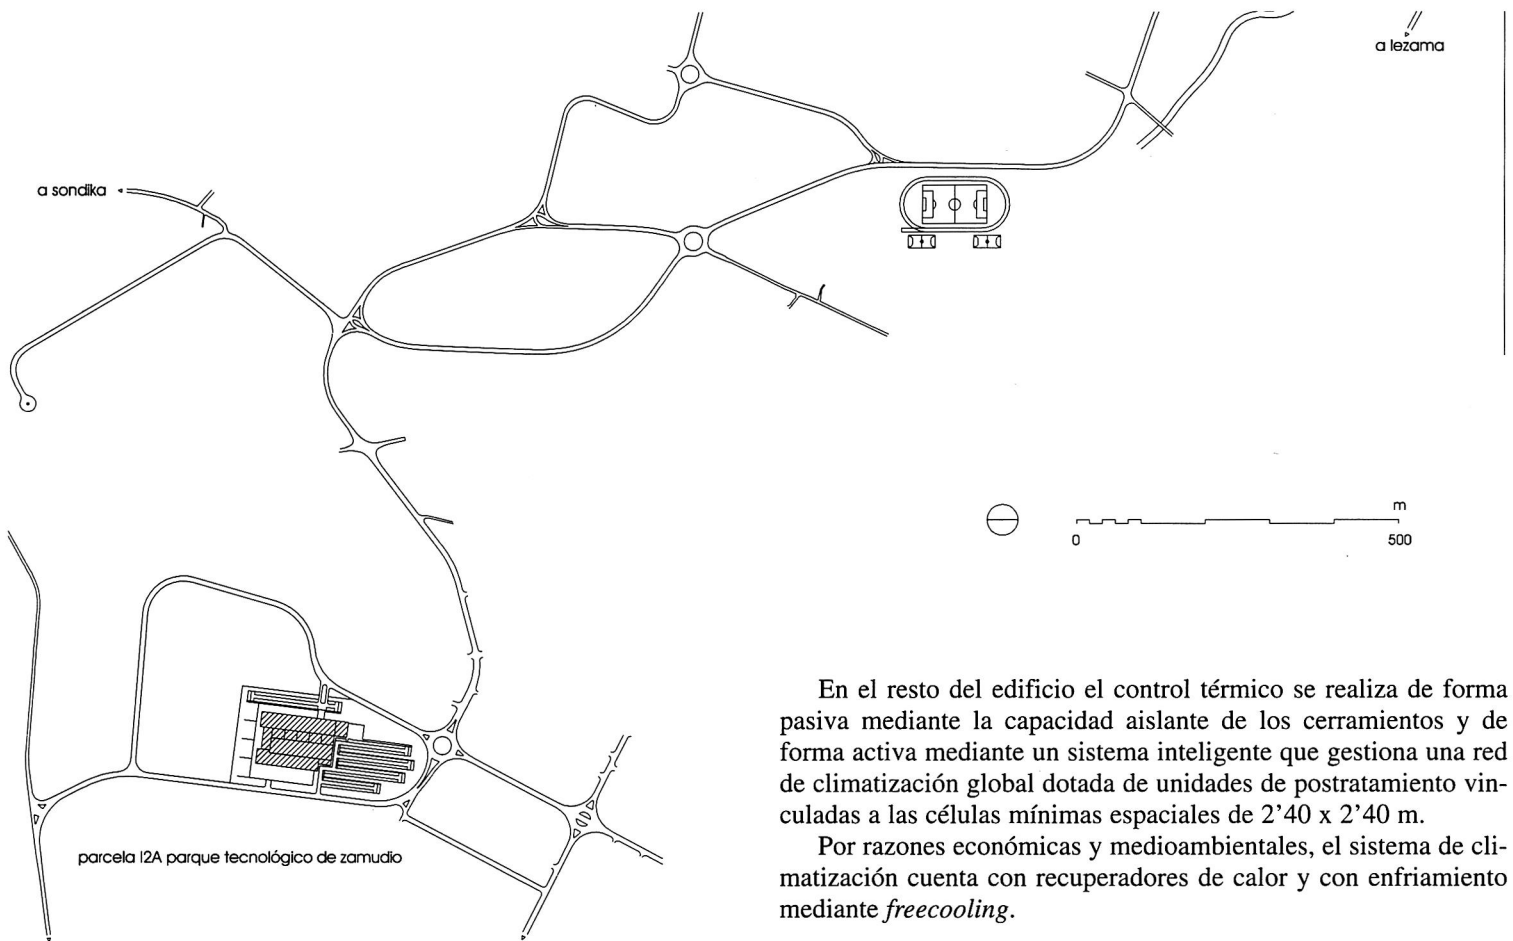 a lezama
a sondika
m
0 500
parcela I2A parque tecnológico de zamudio
En el resto del edificio el control térmico se realiza de forma
pasiva mediante la capacidad aislante de los cerramientos y de
forma activa mediante un sistema inteligente que gestiona una red
de climatización global dotada de unidades de postratamiento vin-
culadas a las células mínimas espaciales de 2’40 x 2’40 m.
Por razones económicas y medioambientales, el sistema de cli-
matización cuenta con recuperadores de calor y con enfriamiento
mediante freecooling.